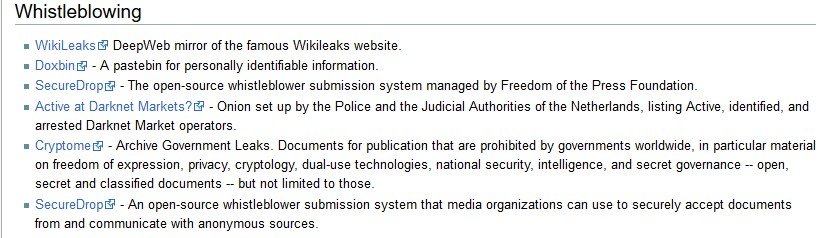 Whistleblowing
WikiLeaks DeepWeb mirror of the famous Wikileaks website.
Doxbin - A pastebin for personally identifiable information.
SecureDrop - The open-source whistleblower submission system managed by Freedom of the Press Foundation.
Active at Darknet Markets? - Onion set up by the Police and the Judicial Authorities of the Netherlands, listing Active, identified, and
arrested Darknet Market operators.
Cryptome - Archive Government Leaks. Documents for publication that are prohibited by governments worldwide, in particular material
on freedom of expression, privacy, cryptology, dual-use technologies, national security, intelligence, and secret governance -- open,
secret and classified documents -- but not limited to those.
SecureDrop - An open-source whistleblower submission system that media organizations can use to securely accept documents
from and communicate with anonymous sources.